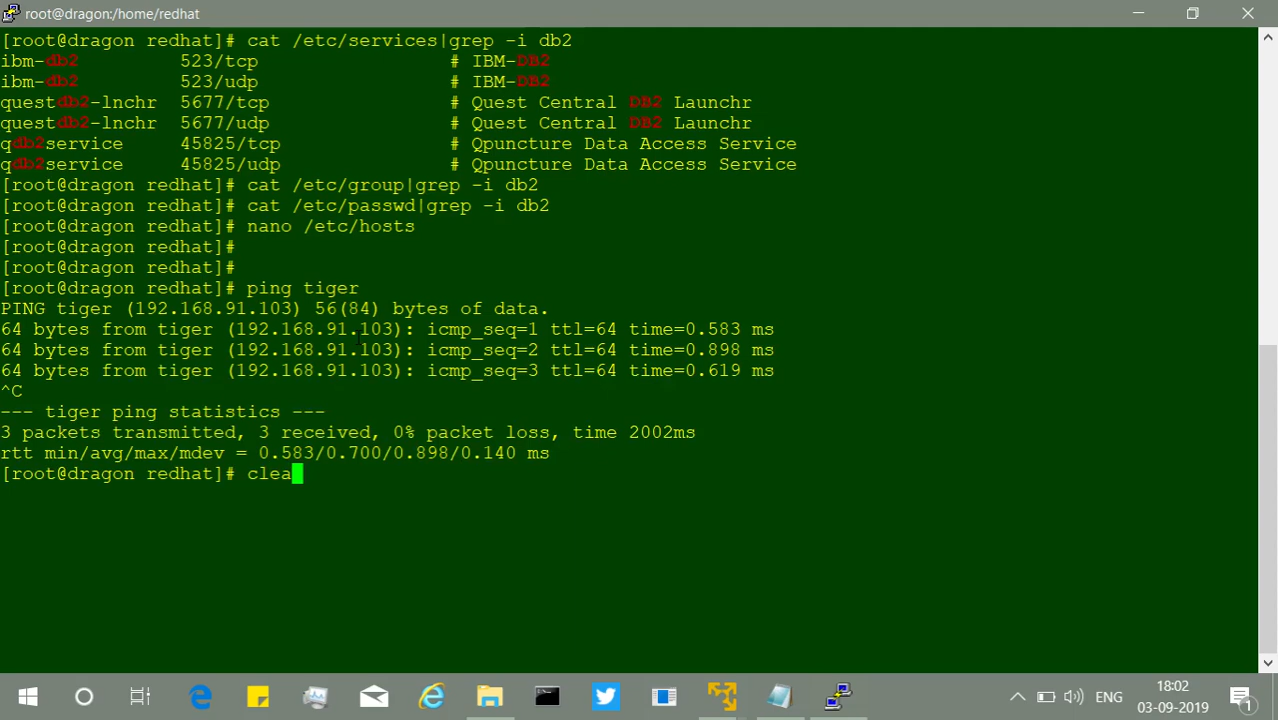 root@dragon:/home/redhat
[root@dragon redhat]# cat /etc/services|grep -i db2
ibm-db2         523/tcp                 # IBM-DB2
ibm-db2         523/udp                 # IBM-DB2
questdb2-lnchr  5677/tcp                # Quest Central DB2 Launchr
questdb2-lnchr  5677/udp                # Quest Central DB2 Launchr
qdb2service     45825/tcp               # Qpuncture Data Access Service
qdb2service     45825/udp               # Qpuncture Data Access Service
[root@dragon redhat]# cat /etc/group|grep -i db2
[root@dragon redhat]# cat /etc/passwd|grep -i db2
[root@dragon redhat]# nano /etc/hosts
[root@dragon redhat]#
[root@dragon redhat]#
[root@dragon redhat]# ping tiger
PING tiger (192.168.91.103) 56(84) bytes of data.
64 bytes from tiger (192.168.91.103): icmp_seq=1 ttl=64 time=0.583 ms
64 bytes from tiger (192.168.91.103): icmp_seq=2 ttl=64 time=0.898 ms
64 bytes from tiger (192.168.91.103): icmp_seq=3 ttl=64 time=0.619 ms
^C
--- tiger ping statistics ---
3 packets transmitted, 3 received, 0% packet loss, time 2002ms
rtt min/avg/max/mdev = 0.583/0.700/0.898/0.140 ms
[root@dragon redhat]# clea
ENG
18:02
03-09-2019
1